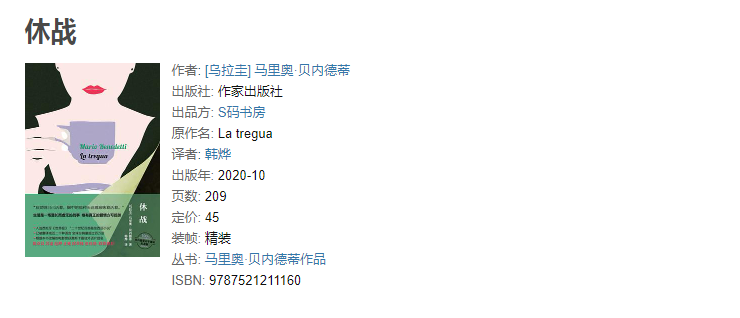 休战
作者: [乌拉圭] 马里奥·贝内德蒂
出版社: 作家出版社
出品方: S码书房
原作名: La tregua
译者: 韩烨
出版年: 2020-10
页数: 209
定价: 45
装帧: 精装
丛书: 马里奥·贝内德蒂作品
ISBN: 9787521211160
Mario Benedetti
La tregua
休战